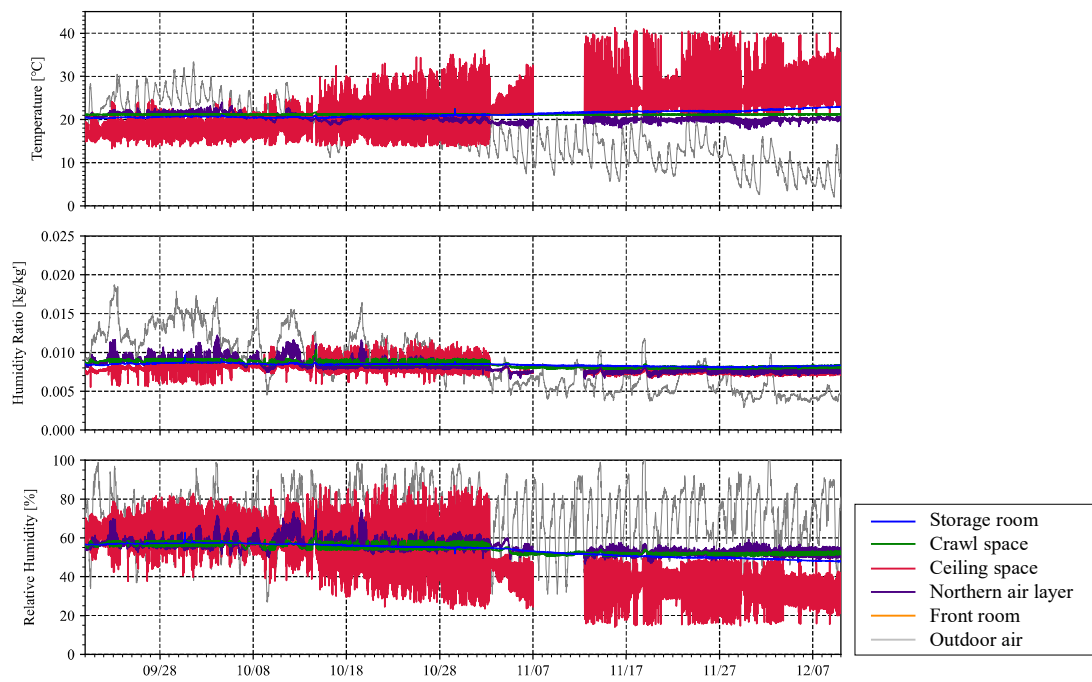 Temperature [℃]
40
30
20
10
0
Humidity Ratio [kg/kg']
0.025
0.020
0.015
0.010
0.005
0.000
Relative Humidity [%]
100
80
60
40
20
0
09/28 10/08 10/18 10/28 11/07 11/17 11/27 12/07
Storage room
Crawl space
Ceiling space
Northern air layer
Front room
Outdoor air